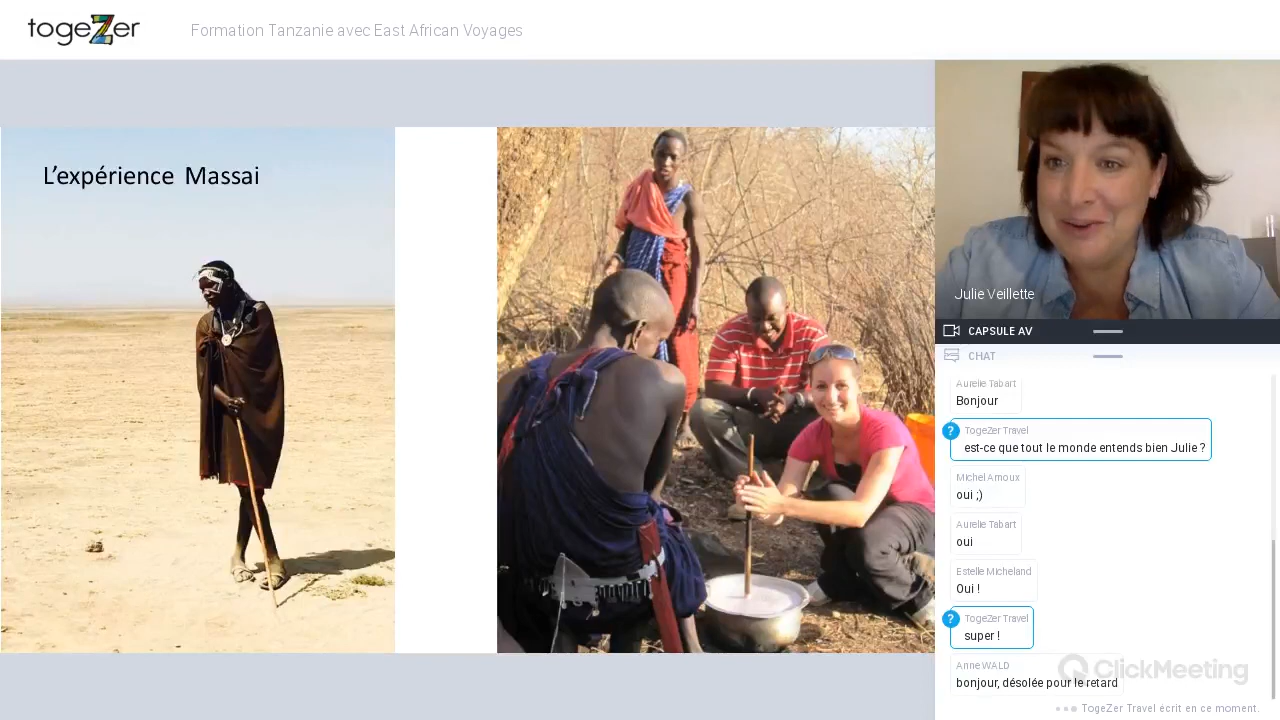 togeZer
Formation Tanzanie avec East African Voyages
L'expérience Massai
Julie Veillette
CAPSULE AV
CHAT
Aurelie Tabart
Bonjour
?
TogeZer Travel
est-ce que tout le monde entends bien Julie ?
Michel Arnoux
oui ;)
Aurelie Tabart
oui
Estelle Micheland
Oui !
?
TogeZer Travel
super !
Anne WALD
bonjour, désolée pour le retard
ClickMeeting
TogeZer Travel écrit en ce moment.